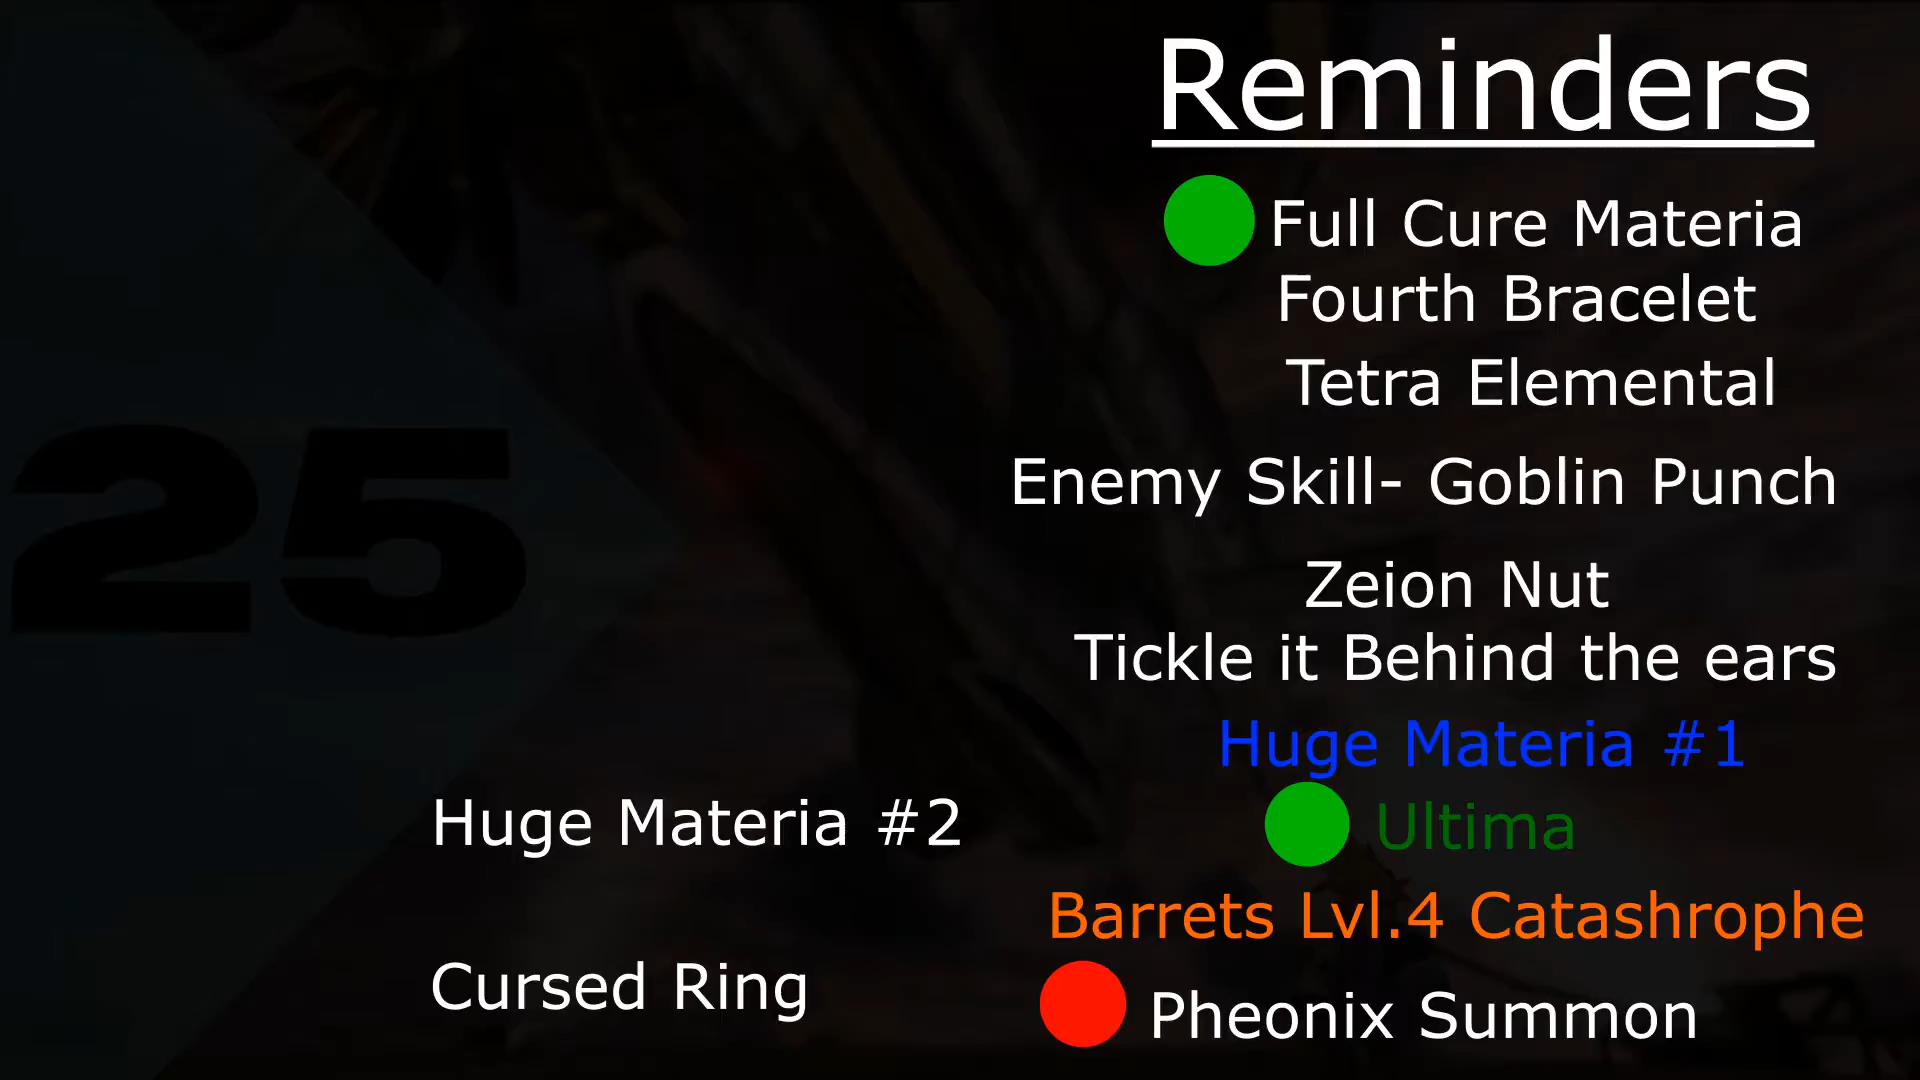 Reminders
Full Cure Materia
Fourth Bracelet
Tetra Elemental
25
Enemy Skill- Goblin Punch
Zeion Nut
Tickle it Behind the ears
Huge Materia #1
Huge Materia #2
Ultima
Barrets Lvl.4 Catashrophe
Cursed Ring
Pheonix Summon